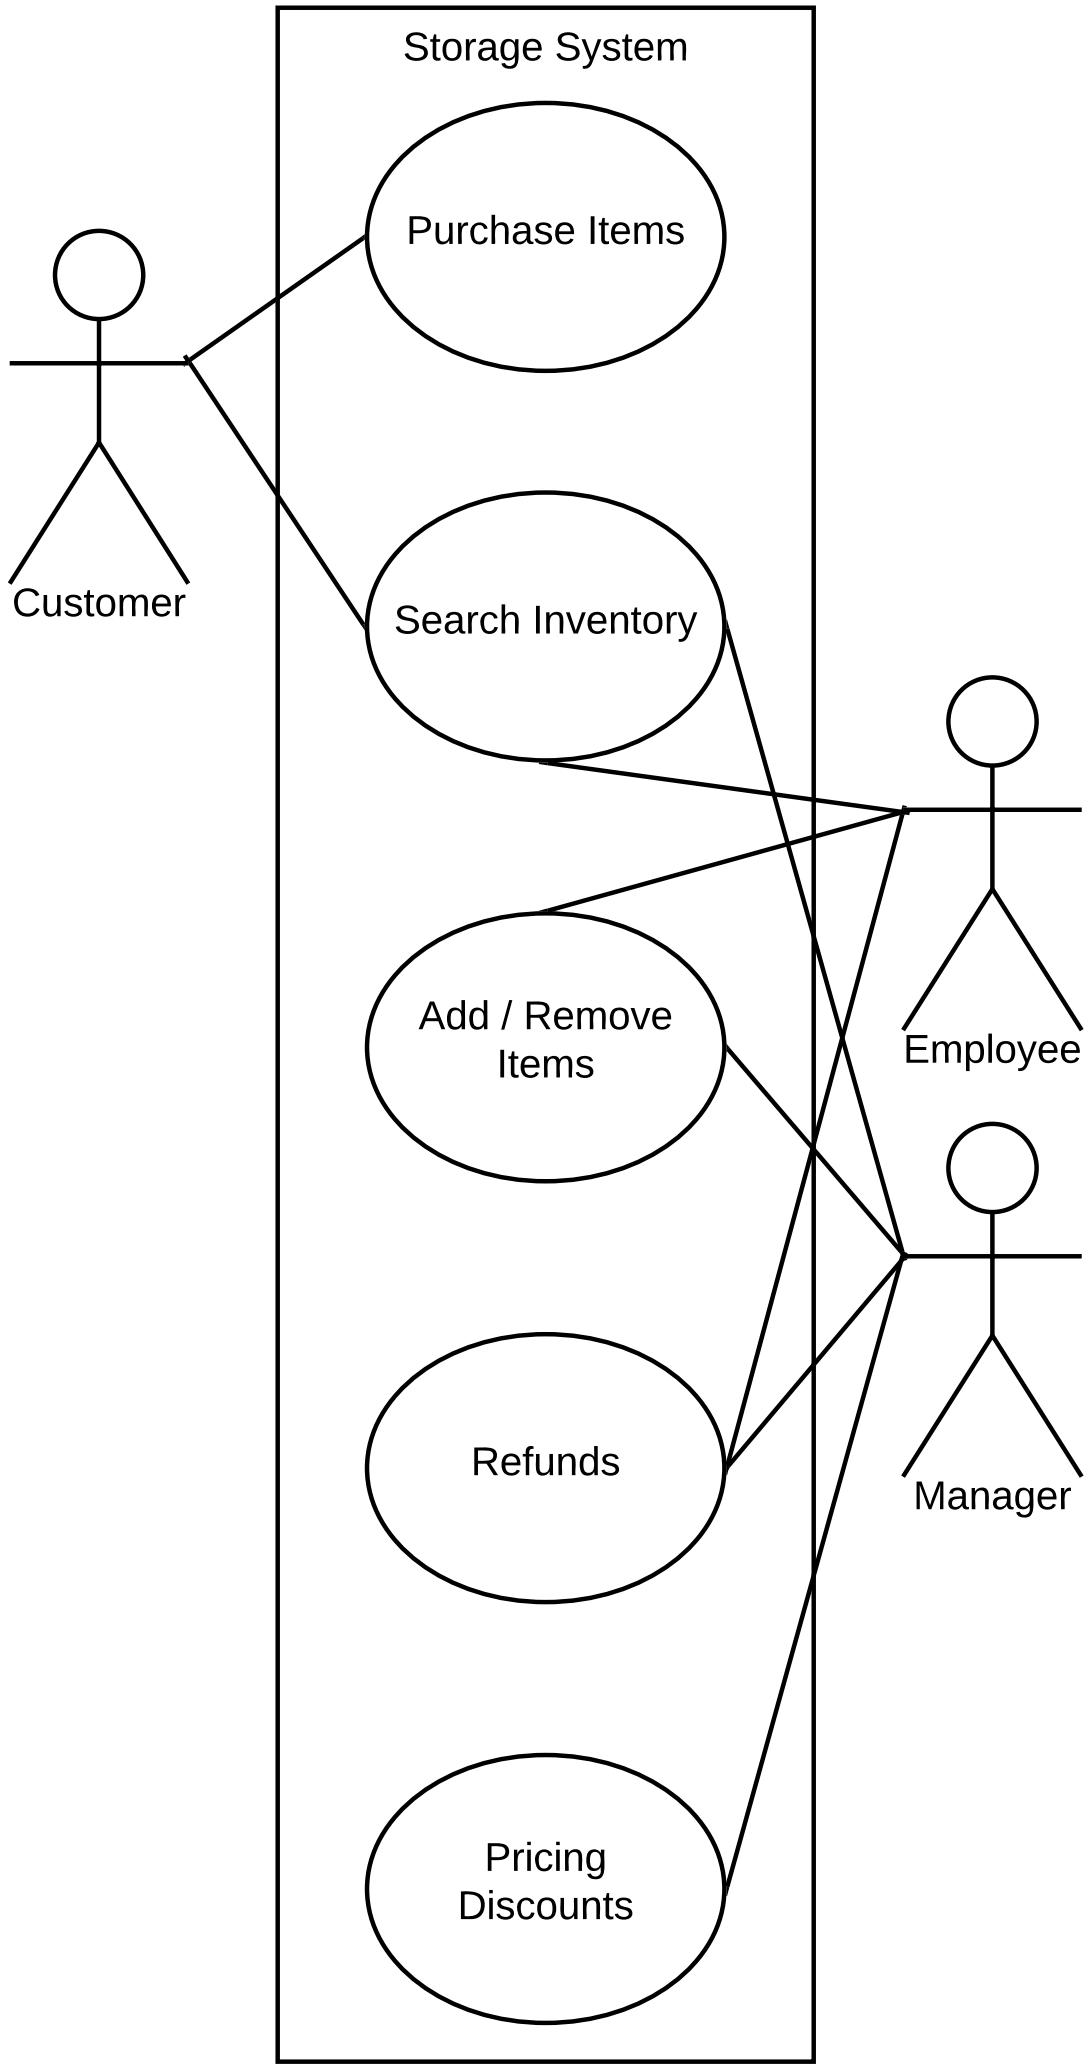 Storage System
Purchase Items
Customer
Search Inventory
Add / Remove
Items
Employee
Refunds
Manager
Pricing
Discounts